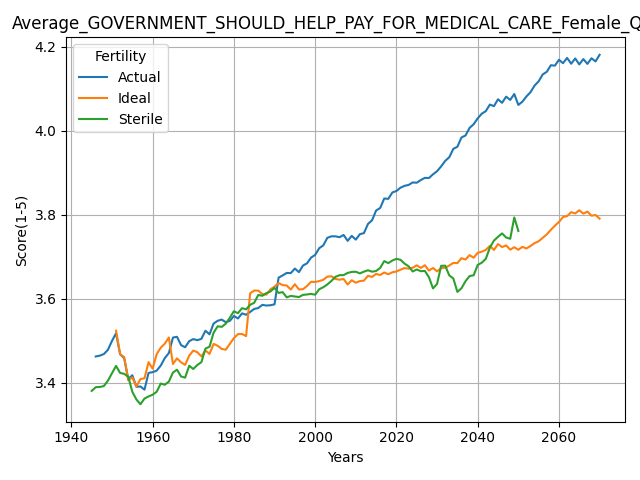 Average_GOVERNMENT_SHOULD_HELP_PAY_FOR_MEDICAL_CARE_Female_Q
Fertility
Actual
Ideal
Sterile
Score(1-5)
4.2
4.0
3.8
3.6
3.4
1940 1960 1980 2000 2020 2040 2060
Years